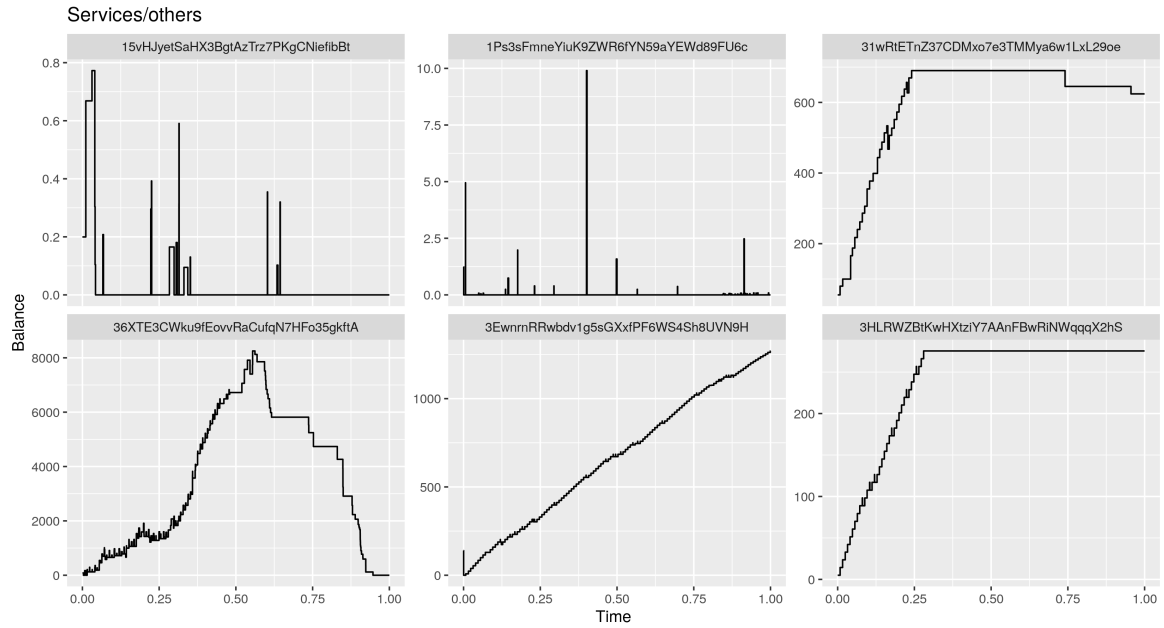 Services/others
15vHJyetSaHX3BgtAzTrz7PKgCNiefibBt
1Ps3sFmneYiuK9ZWR6fYN59aYEWd89FU6c
31wRtETnZ37CDMxo7e3TMMya6w1LxL29oe
0.8
0.6
0.4
0.2
0.0
10.0
7.5
5.0
2.5
0.0
600
400
200
36XTE3CWku9fEovvRaCufqN7HFo35gkftA
3EwnrnRRwbdv1g5sGXxfPF6WS4Sh8UVN9H
3HLRWZBtKwHXtziY7AAnFBwRiNWqqqX2hS
8000
6000
4000
2000
0
1000
500
0
200
100
0
0.00 0.25 0.50 0.75 1.00
0.00 0.25 0.50 0.75 1.00
0.00 0.25 0.50 0.75 1.00
Balance
Time